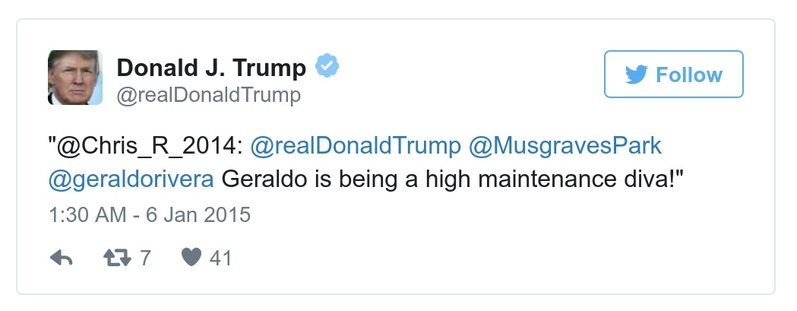 Donald J. Trump
@realDonaldTrump
Follow
"@Chris_R_2014: @realDonaldTrump @MusgravesPark
@geraldorivera Geraldo is being a high maintenance diva!"
1:30 AM - 6 Jan 2015
7 41